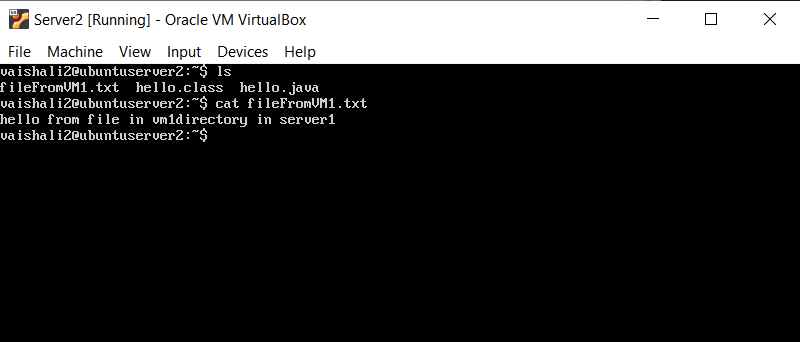 Server2 [Running] - Oracle VM VirtualBox
File Machine View Input Devices Help
vaishali2@ubuntuserver2:~$ ls
fileFromVM1.txt  hello.class  hello.java
vaishali2@ubuntuserver2:~$ cat fileFromVM1.txt
hello from file in vm1directory in server1
vaishali2@ubuntuserver2:~$